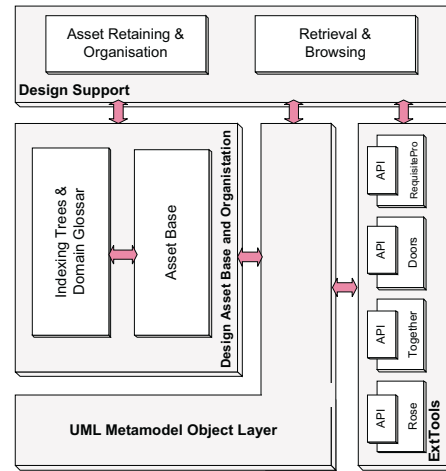 Asset Retaining &
Organisation
Retrieval &
Browsing
Design Support
Indexing Trees &
Domain Glossar
Asset Base
Design Asset Base and Organistation
UML Metamodel Object Layer
API
RequisitePro
API
Doors
API
Together
API
Rose
ExtTools